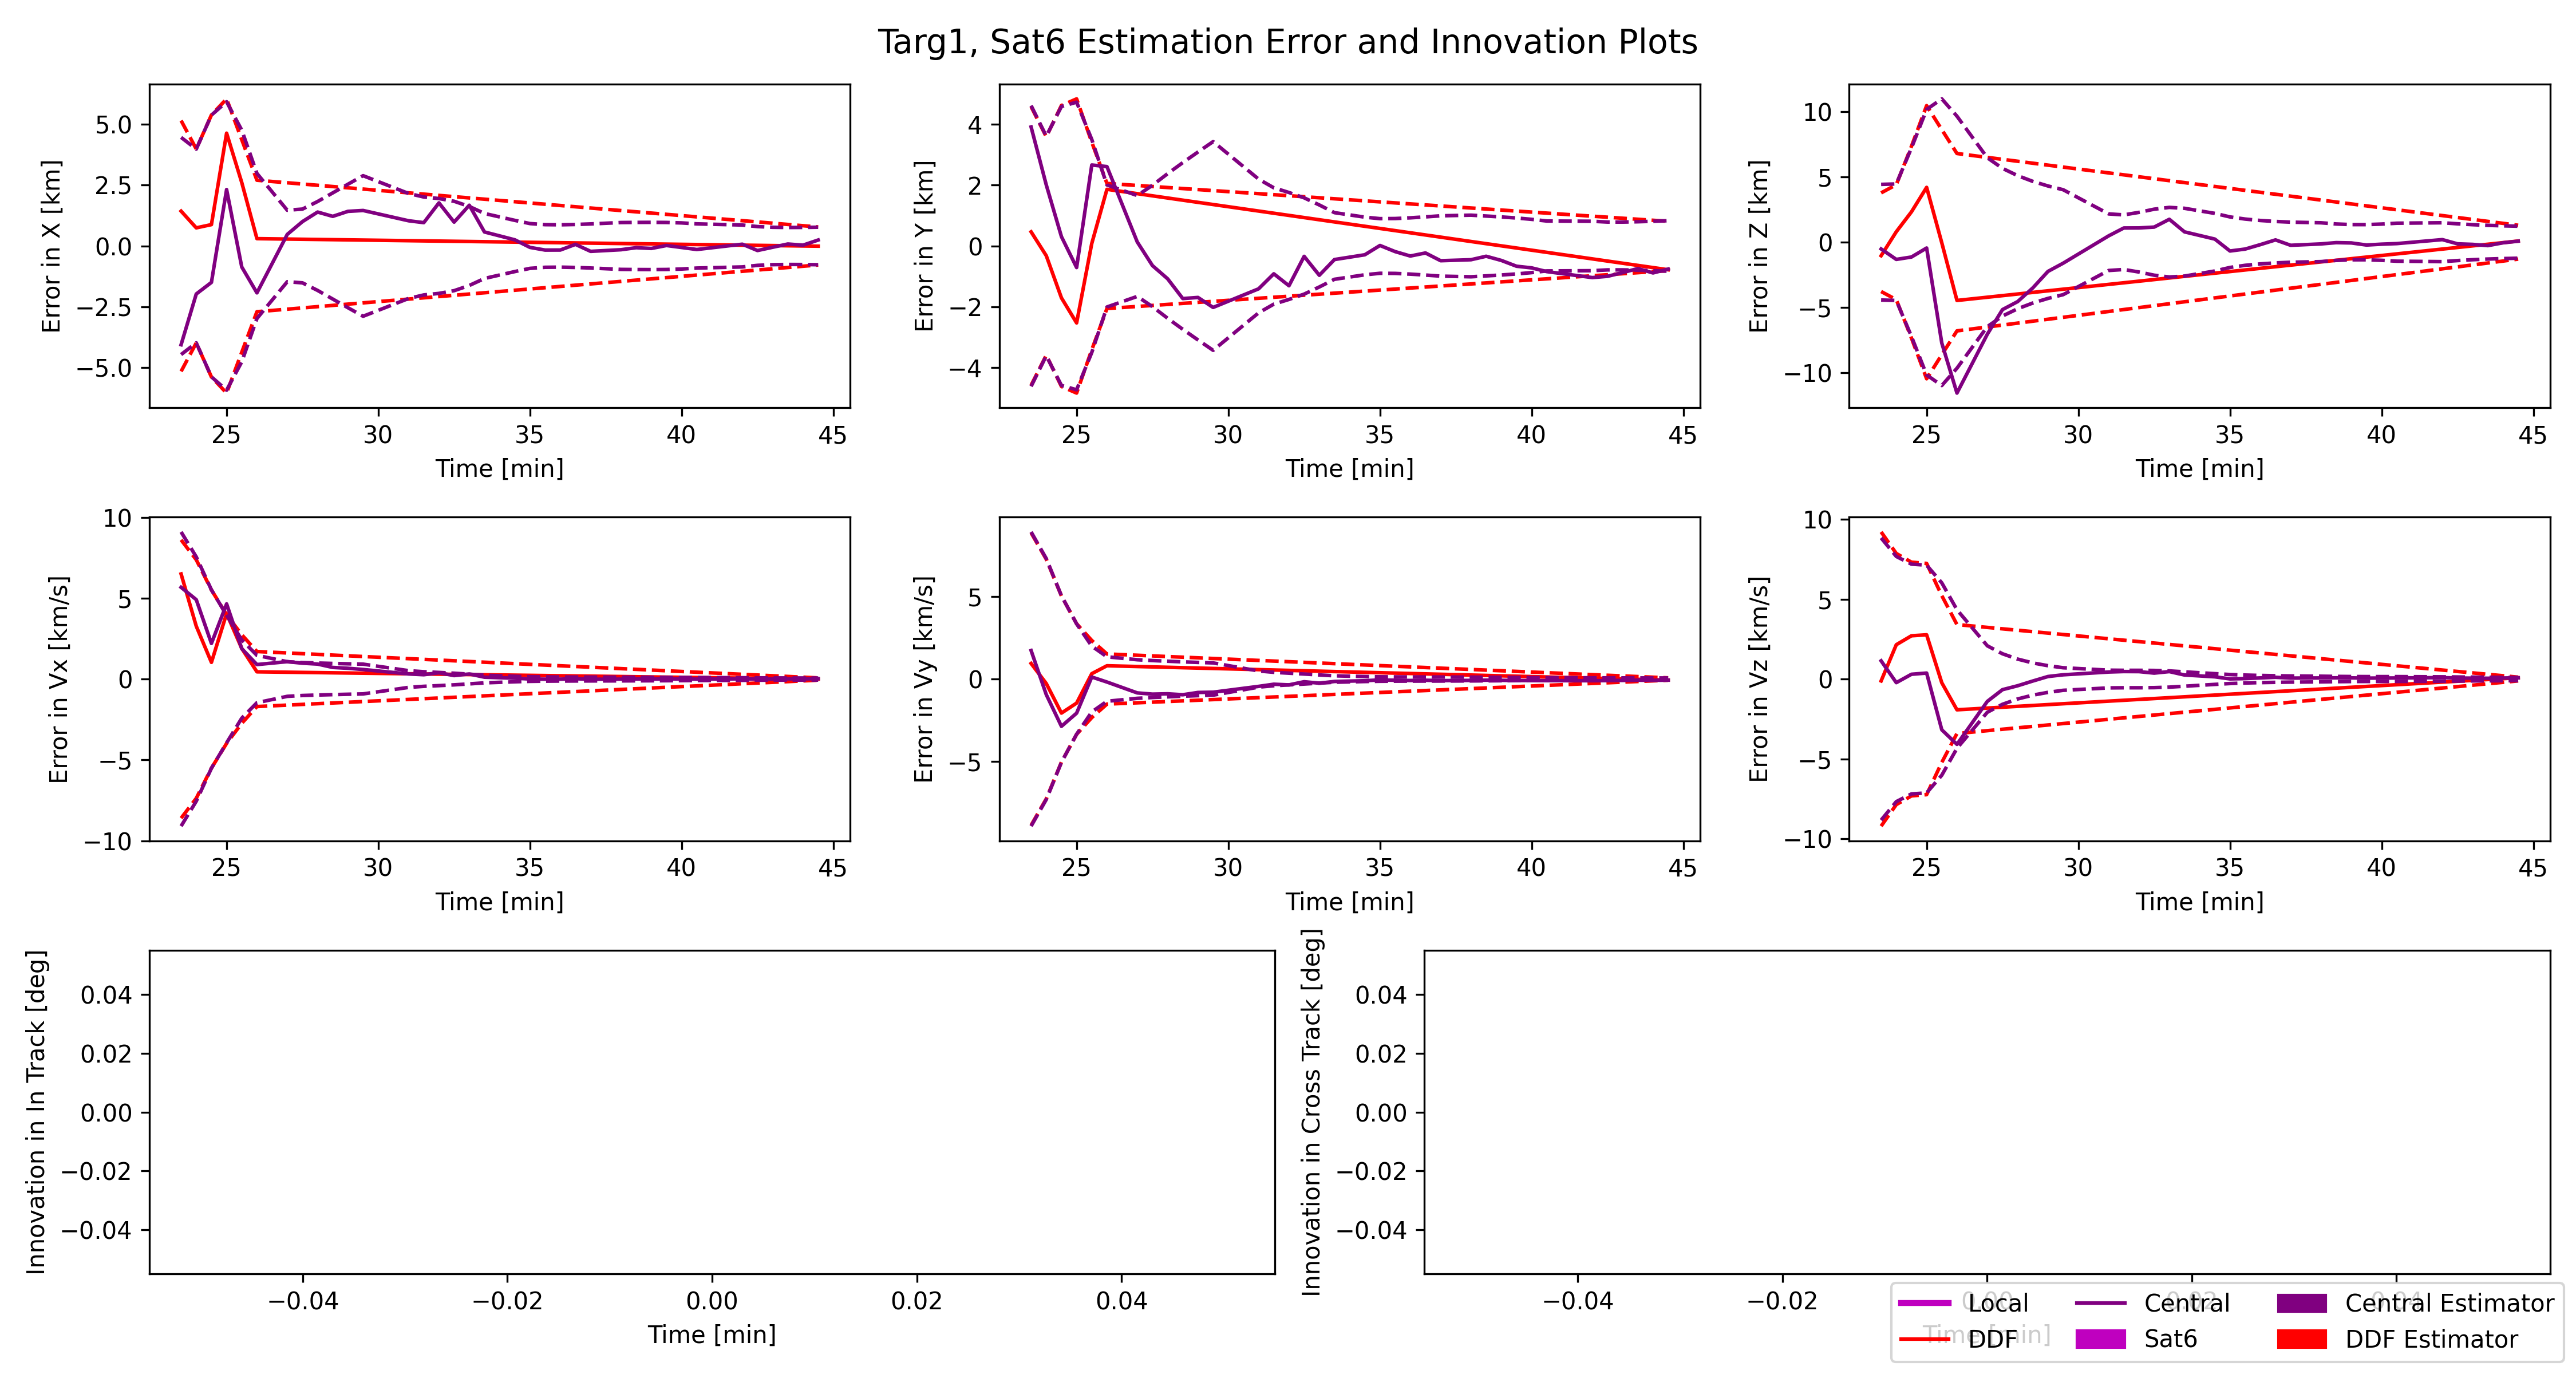 Targ1, Sat6 Estimation Error and Innovation Plots
Error in X [km]
5.0
2.5
0.0
−2.5
−5.0
25 30 35 40 45
Time [min]
Error in Y [km]
4
2
0
−2
−4
25 30 35 40 45
Time [min]
Error in Z [km]
10
5
0
−5
−10
25 30 35 40 45
Time [min]
Error in Vx [km/s]
10
5
0
−5
−10
25 30 35 40 45
Time [min]
Error in Vy [km/s]
5
0
−5
25 30 35 40 45
Time [min]
Error in Vz [km/s]
10
5
0
−5
−10
25 30 35 40 45
Time [min]
Innovation in In Track [deg]
0.04
0.02
0.00
−0.02
−0.04
−0.04 −0.02 0.00 0.02 0.04
Time [min]
Innovation in Cross Track [deg]
0.04
0.02
0.00
−0.02
−0.04
−0.04 −0.02 0.00 0.02 0.04
Time [min]
Local Central Central Estimator
DDF Sat6 DDF Estimator